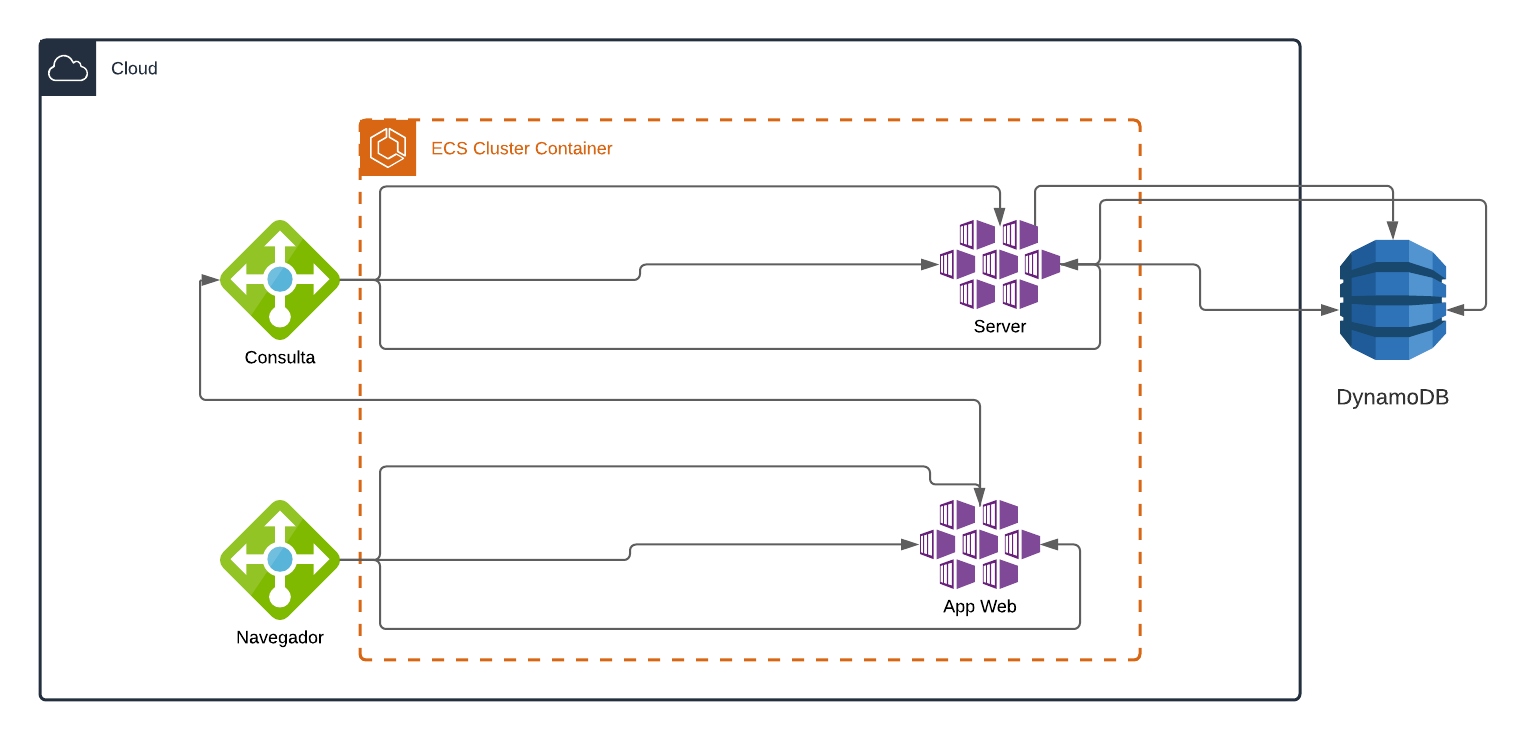 Cloud
ECS Cluster Container
Server
Consulta
DynamoDB
App Web
Navegador